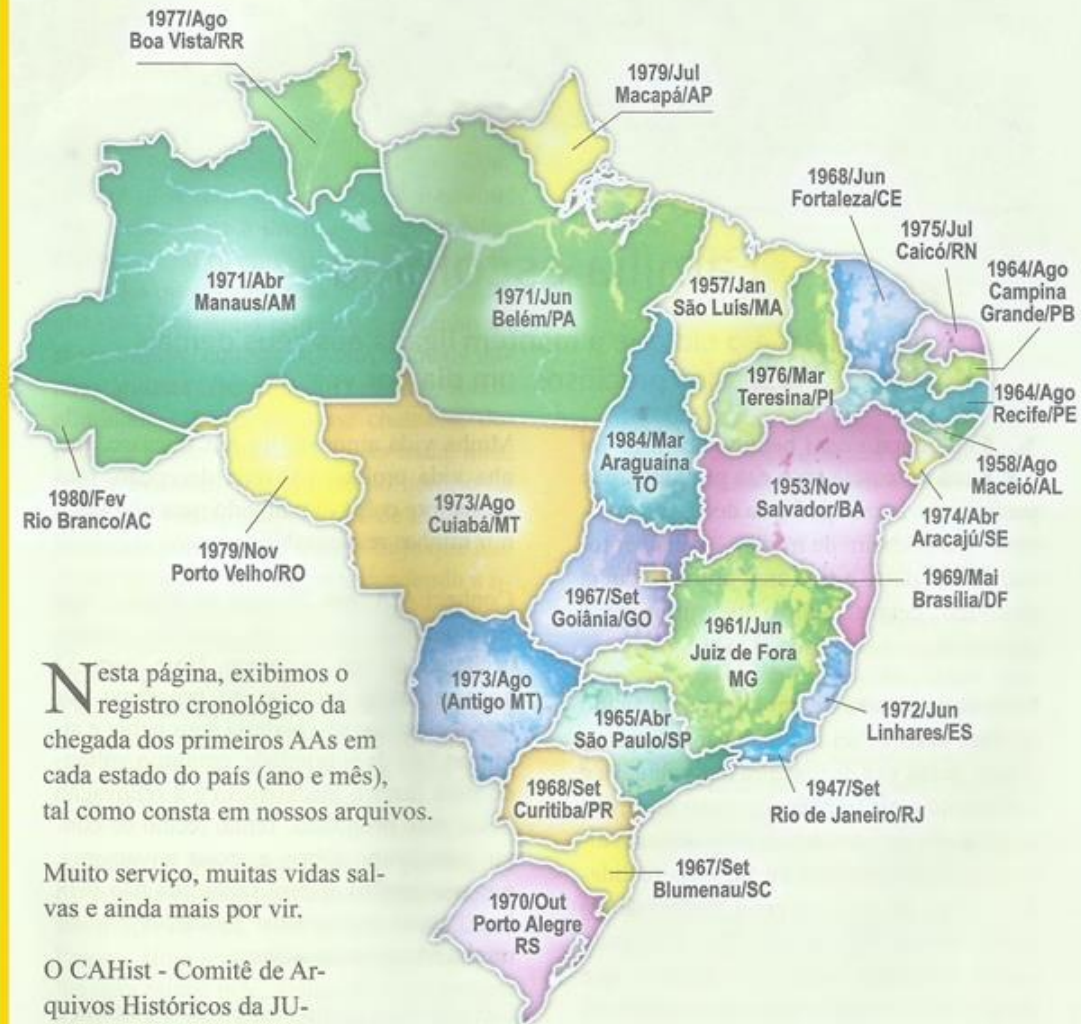 1977/Ago
Boa Vista/RR
1979/Jul
Macapá/AP
1968/Jun
Fortaleza/CE
1975/Jul
Caicó/RN
1964/Ago
Campina
Grande/PB
1971/Abr
Manaus/AM
1971/Jun
Belém/PA
1957/Jan
São Luís/MA
1976/Mar
Teresina/PI
1964/Ago
Recife/PE
1984/Mar
Araguaína
TO
1958/Ago
Maceió/AL
1980/Fev
Rio Branco/AC
1973/Ago
Cuiabá/MT
1953/Nov
Salvador/BA
1974/Abr
Aracajú/SE
1979/Nov
Porto Velho/RO
1969/Mai
Brasília/DF
1967/Set
Goiânia/GO
1961/Jun
Juiz de Fora
MG
1973/Ago
(Antigo MT)
1965/Abr
São Paulo/SP
1972/Jun
Linhares/ES
1968/Set
Curitiba/PR
1947/Set
Rio de Janeiro/RJ
1967/Set
Blumenau/SC
1970/Out
Porto Alegre
RS
Nesta página, exibimos o
registro cronológico da
chegada dos primeiros AAs em
cada estado do país (ano e mês),
tal como consta em nossos arquivos.
Muito serviço, muitas vidas sal-
vas e ainda mais por vir.
O CAHist - Comitê de Ar-
quivos Históricos da JU-